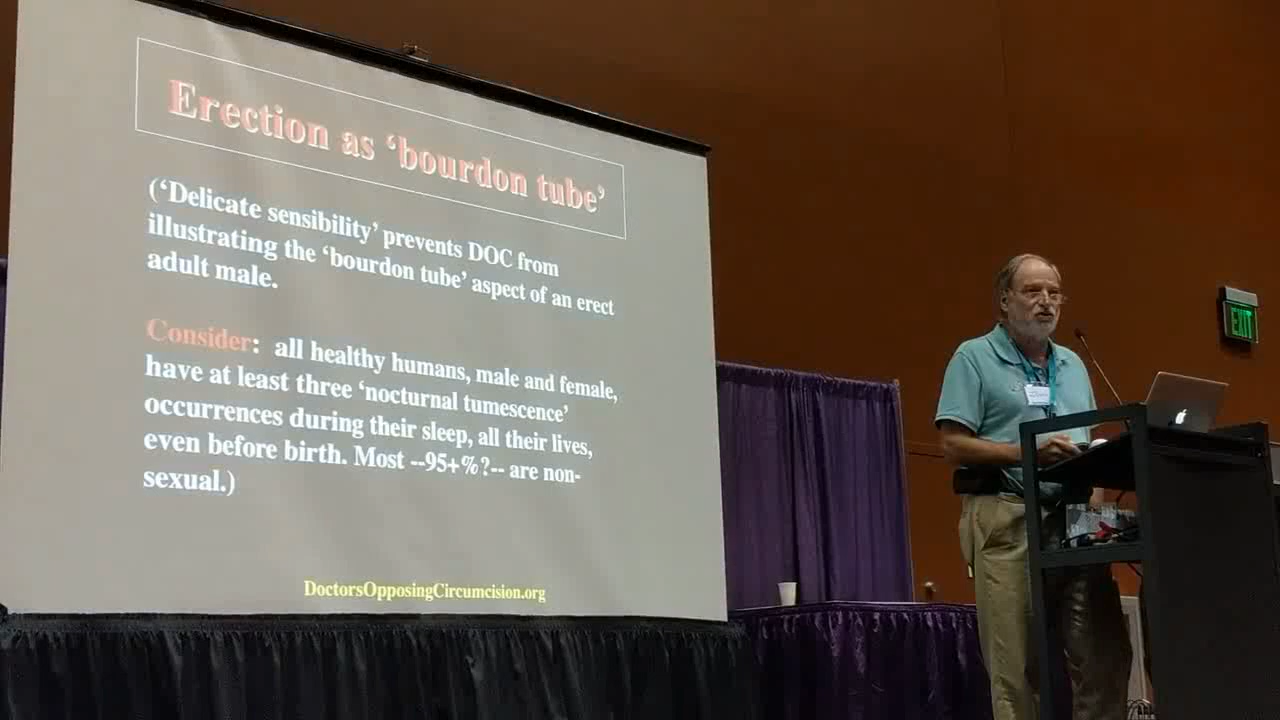 Erection as ‘bourdon tube’
(‘Delicate sensibility’ prevents DOC from
illustrating the ‘bourdon tube’ aspect of an erect
adult male.
Consider: all healthy humans, male and female,
have at least three ‘nocturnal tumescence’
occurrences during their sleep, all their lives,
even before birth. Most --95+%?-- are non-
sexual.)
DoctorsOpposingCircumcision.org
EXIT